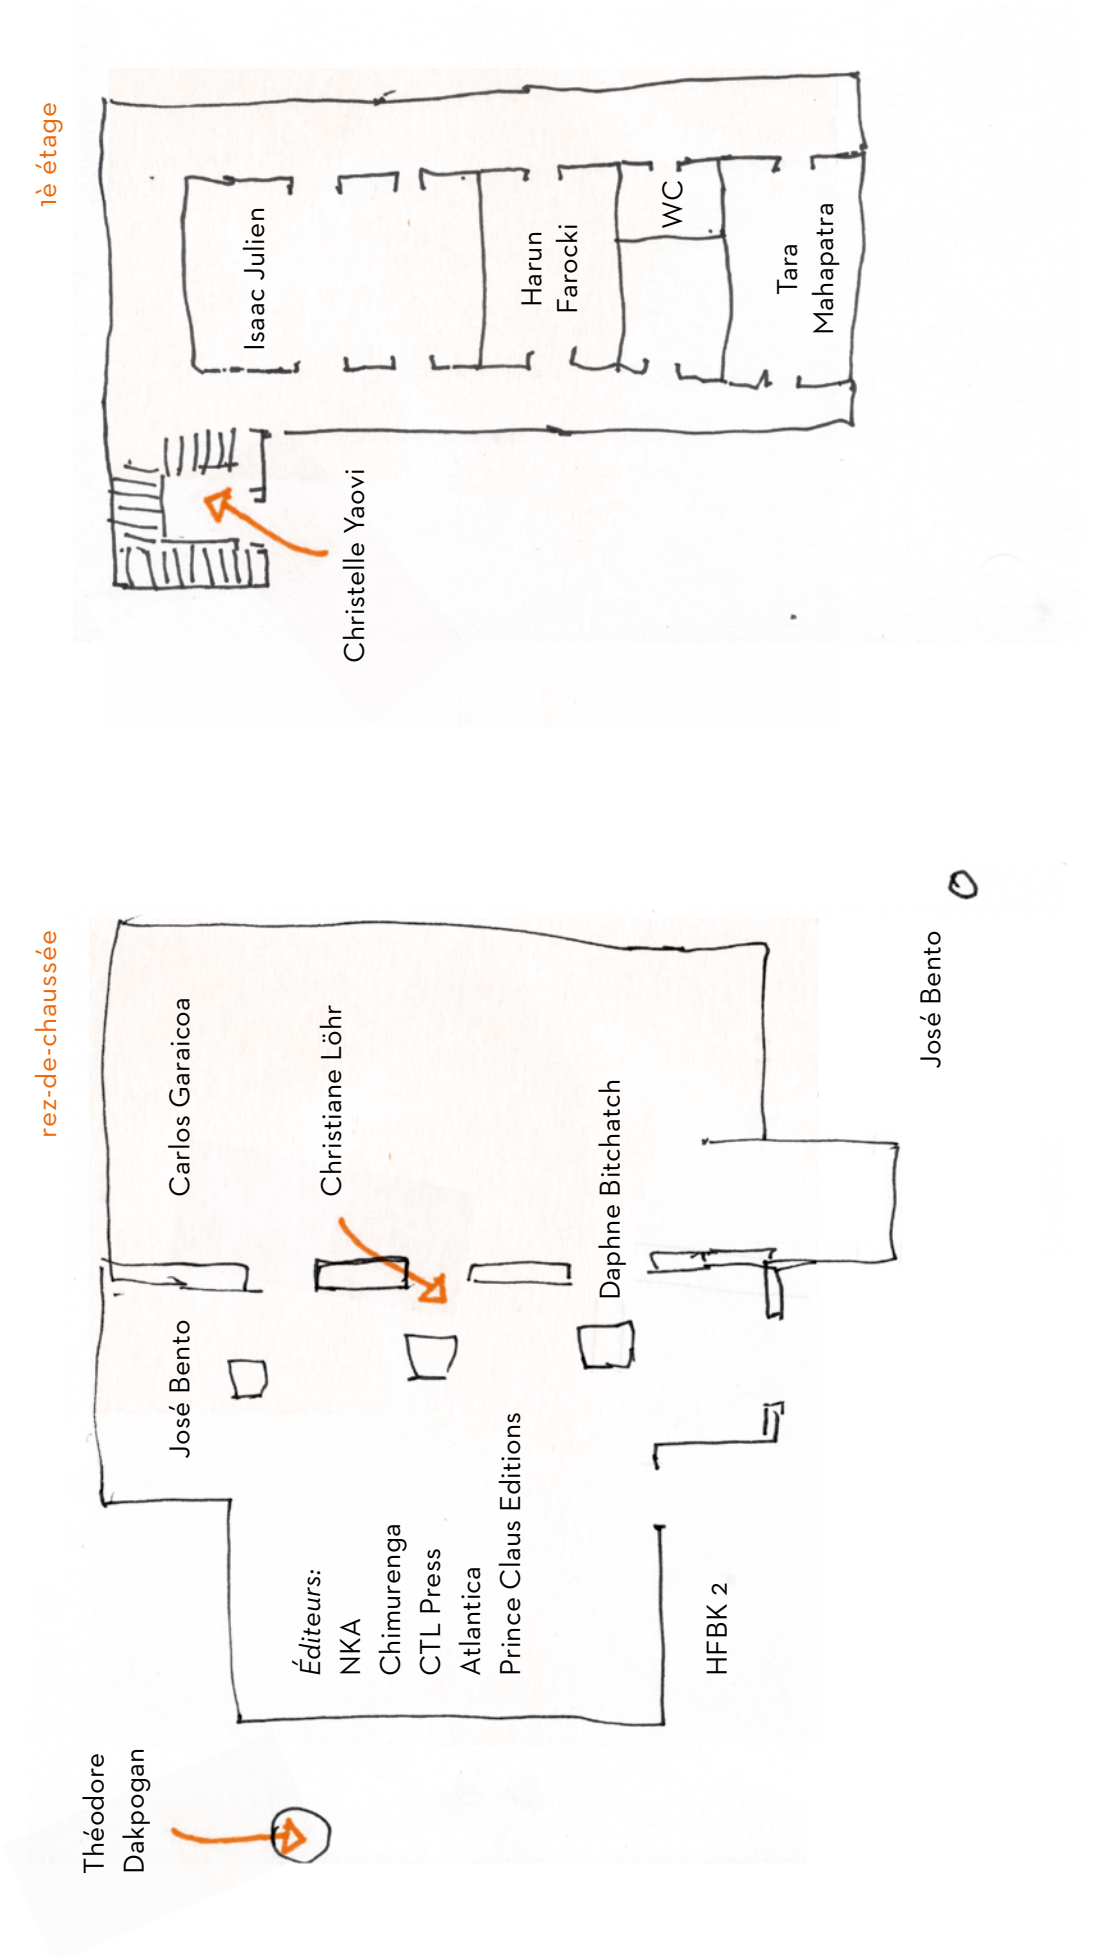 rez-de-chaussée
Théodore
Dakpogan
José Bento
Carlos Garaicoa
Éditeurs:
NKA
Chimurenga
CTL Press
Atlantica
Prince Claus Editions
Christiane Löhr
Daphne Bitchatch
HFBK 2
José Bento
1è étage
Isaac Julien
Christelle Yaovi
Harun
Farocki
WC
Tara
Mahapatra